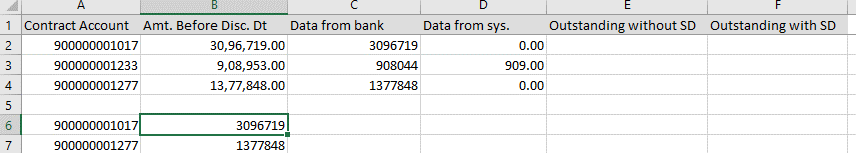 A B C D E F
1 Contract Account Amt. Before Disc. Dt Data from bank Data from sys. Outstanding without SD Outstanding with SD
2 900000001017 30,96,719.00 3096719 0.00
3 900000001233 9,08,953.00 908044 909.00
4 900000001277 13,77,848.00 1377848 0.00
5
6 900000001017 3096719
7 900000001277 1377848